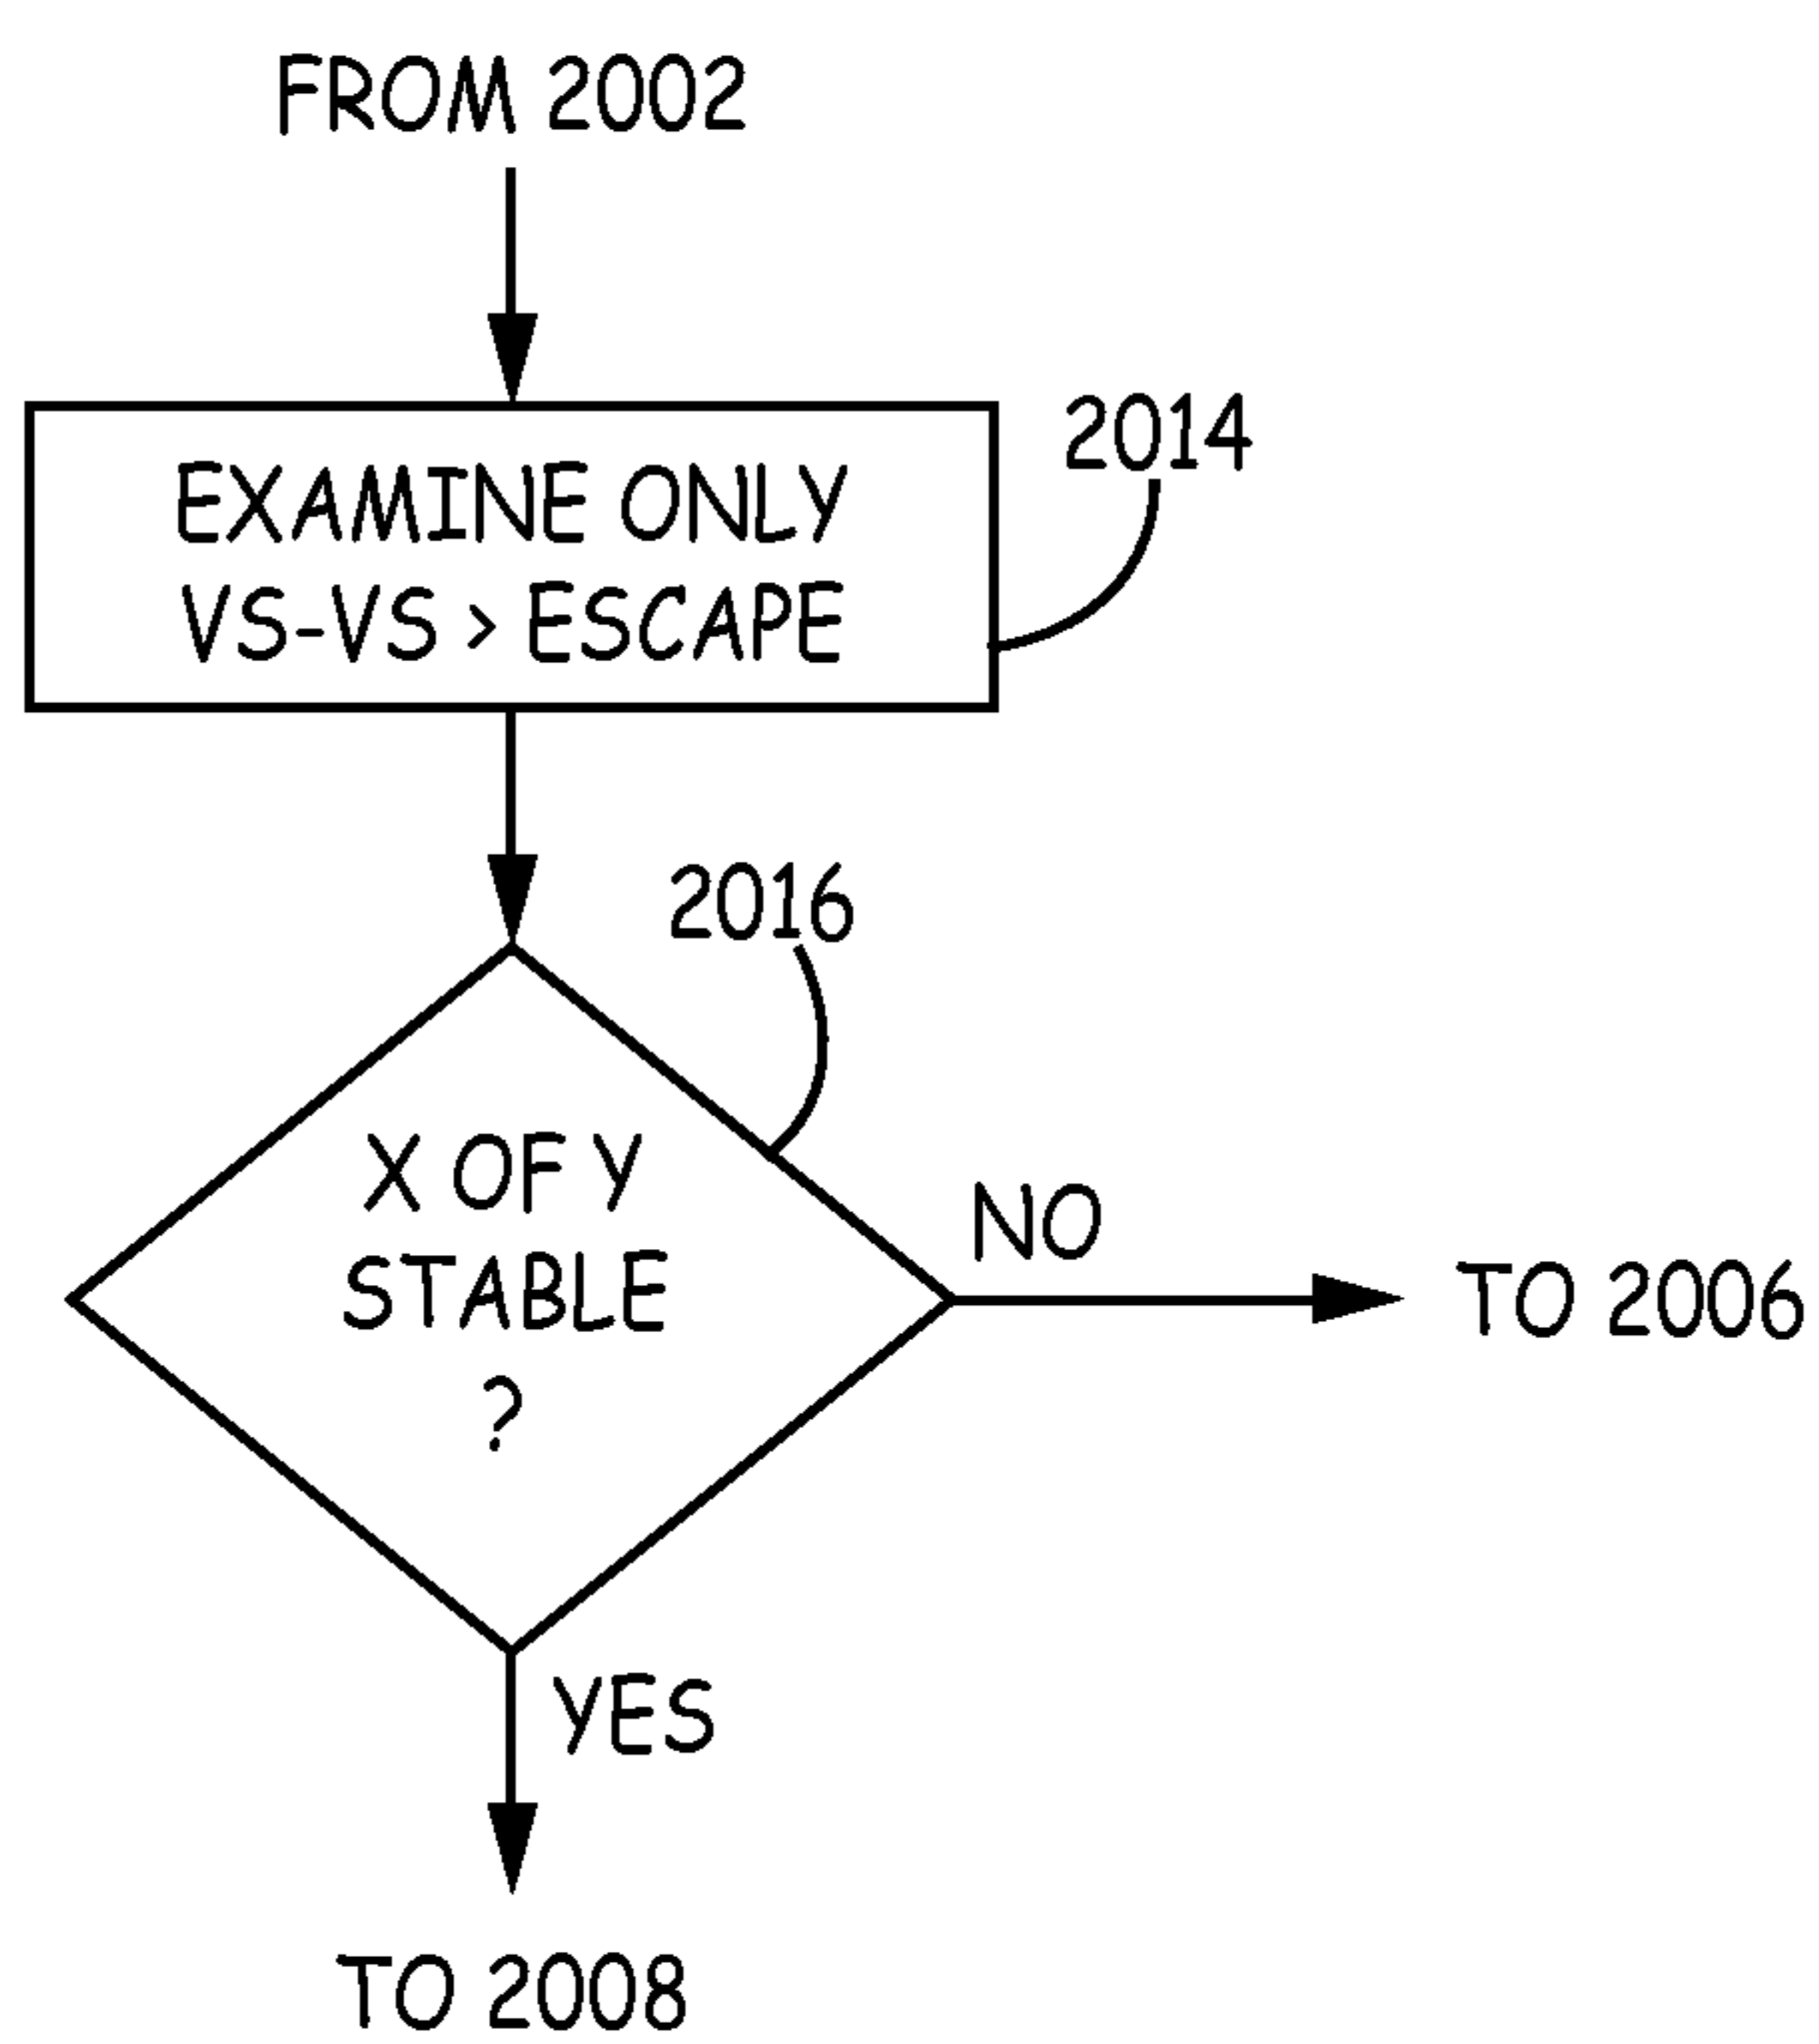 FROM 2002
EXAMINE ONLY
VS-VS > ESCAPE
2014
2016
X OF Y
STABLE
?
NO
TO 2006
YES
TO 2008